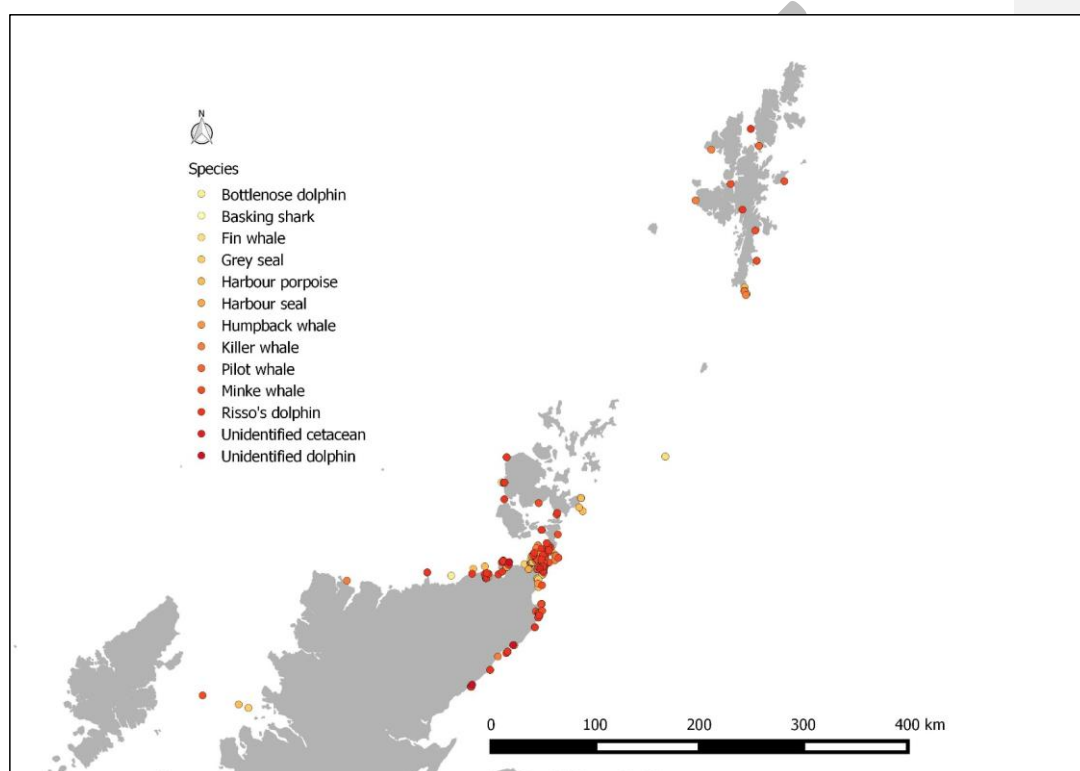 N
Species
Bottlenose dolphin
Basking shark
Fin whale
Grey seal
Harbour porpoise
Harbour seal
Humpback whale
Killer whale
Pilot whale
Minke whale
Risso's dolphin
Unidentified cetacean
Unidentified dolphin
0 100 200 300 400 km